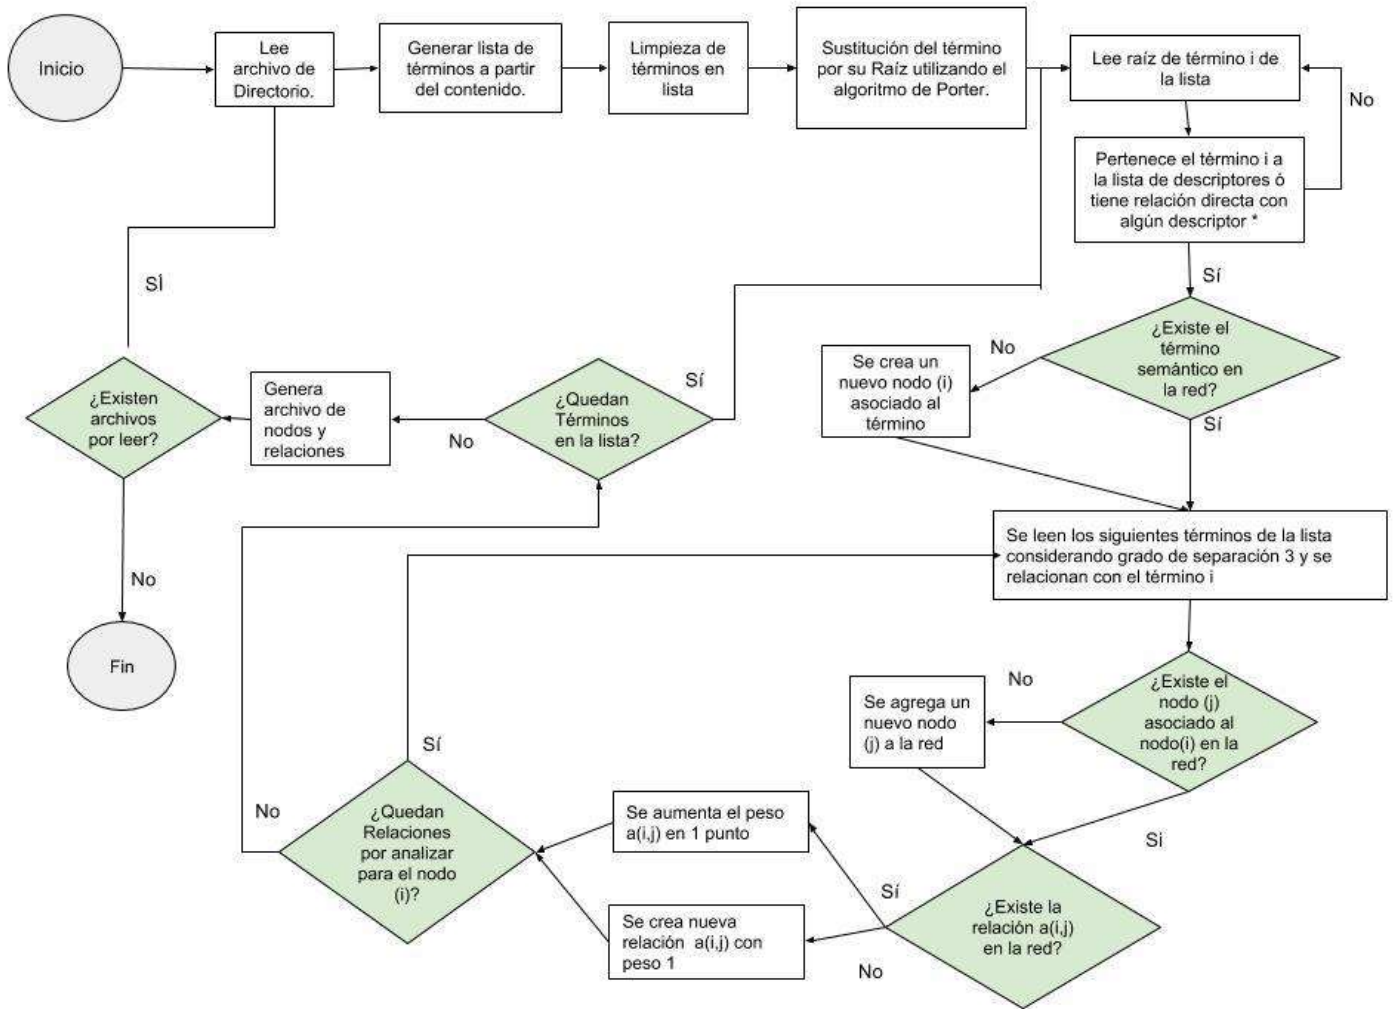 Inicio
Lee
archivo de
Directorio.
Generar lista de
términos a partir
del contenido.
Limpieza de
términos en
lista
Sustitución del término
por su Raíz utilizando el
algoritmo de Porter.
Lee raíz de término i de
la lista
No
Pertenece el término i a
la lista de descriptores ó
tiene relación directa con
algún descriptor *
Sí
¿Existe el
término
semántico en
la red?
No
Se crea un
nuevo nodo (i)
asociado al
término
Sí
Se leen los siguientes términos de la lista
considerando grado de separación 3 y se
relacionan con el término i
¿Existe el
nodo (j)
asociado al
nodo(i) en la
red?
No
Se agrega un
nuevo nodo
(j) a la red
Si
¿Existe la
relación a(i,j)
en la red?
Sí
Se aumenta el peso
a(i,j) en 1 punto
No
Se crea nueva
relación a(i,j) con
peso 1
¿Quedan
Relaciones
por analizar
para el nodo
(i)?
Sí
No
¿Quedan
Términos
en la lista?
Sí
No
Genera
archivo de
nodos y
relaciones
¿Existen
archivos
por leer?
SÍ
No
Fin